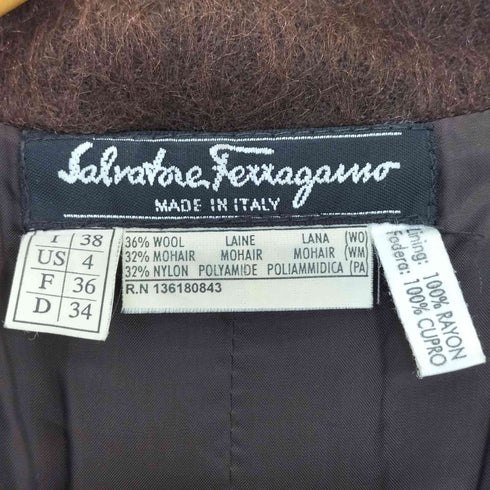 Salvatore Ferragamo
MADE IN ITALY
I 38
US 4
F 36
D 34
36% WOOL LAINE LANA (WO)
32% MOHAIR MOHAIR MOHAIR (WM)
32% NYLON POLYAMIDE POLIAMMIDICA (PA)
R.N 136180843
Lining: 100% RAYON
Fodera: 100% CUPRO